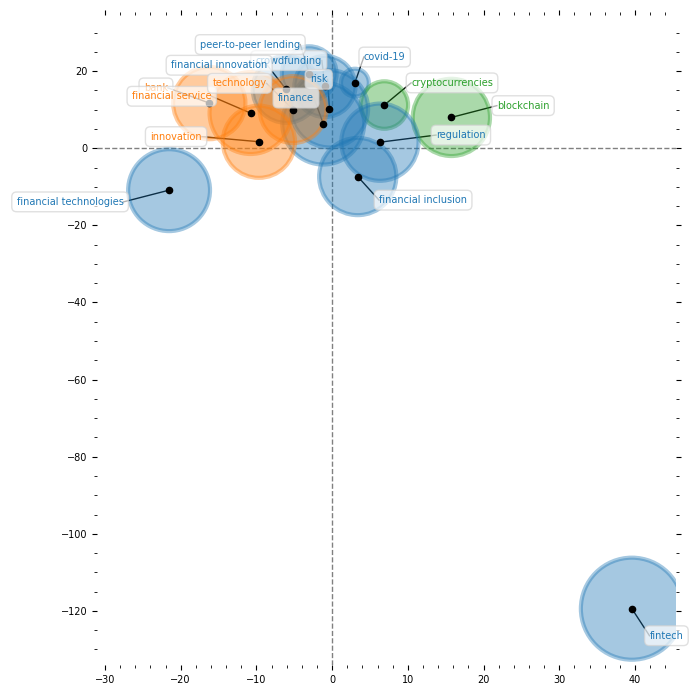 peer-to-peer lending
covid-19
crowdfunding
financial innovation
risk
technology
cryptocurrencies
bank
financial service
finance
blockchain
innovation
regulation
financial technologies
financial inclusion
fintech
20
0
−20
−40
−60
−80
−100
−120
−30
−20
−10
0
10
20
30
40